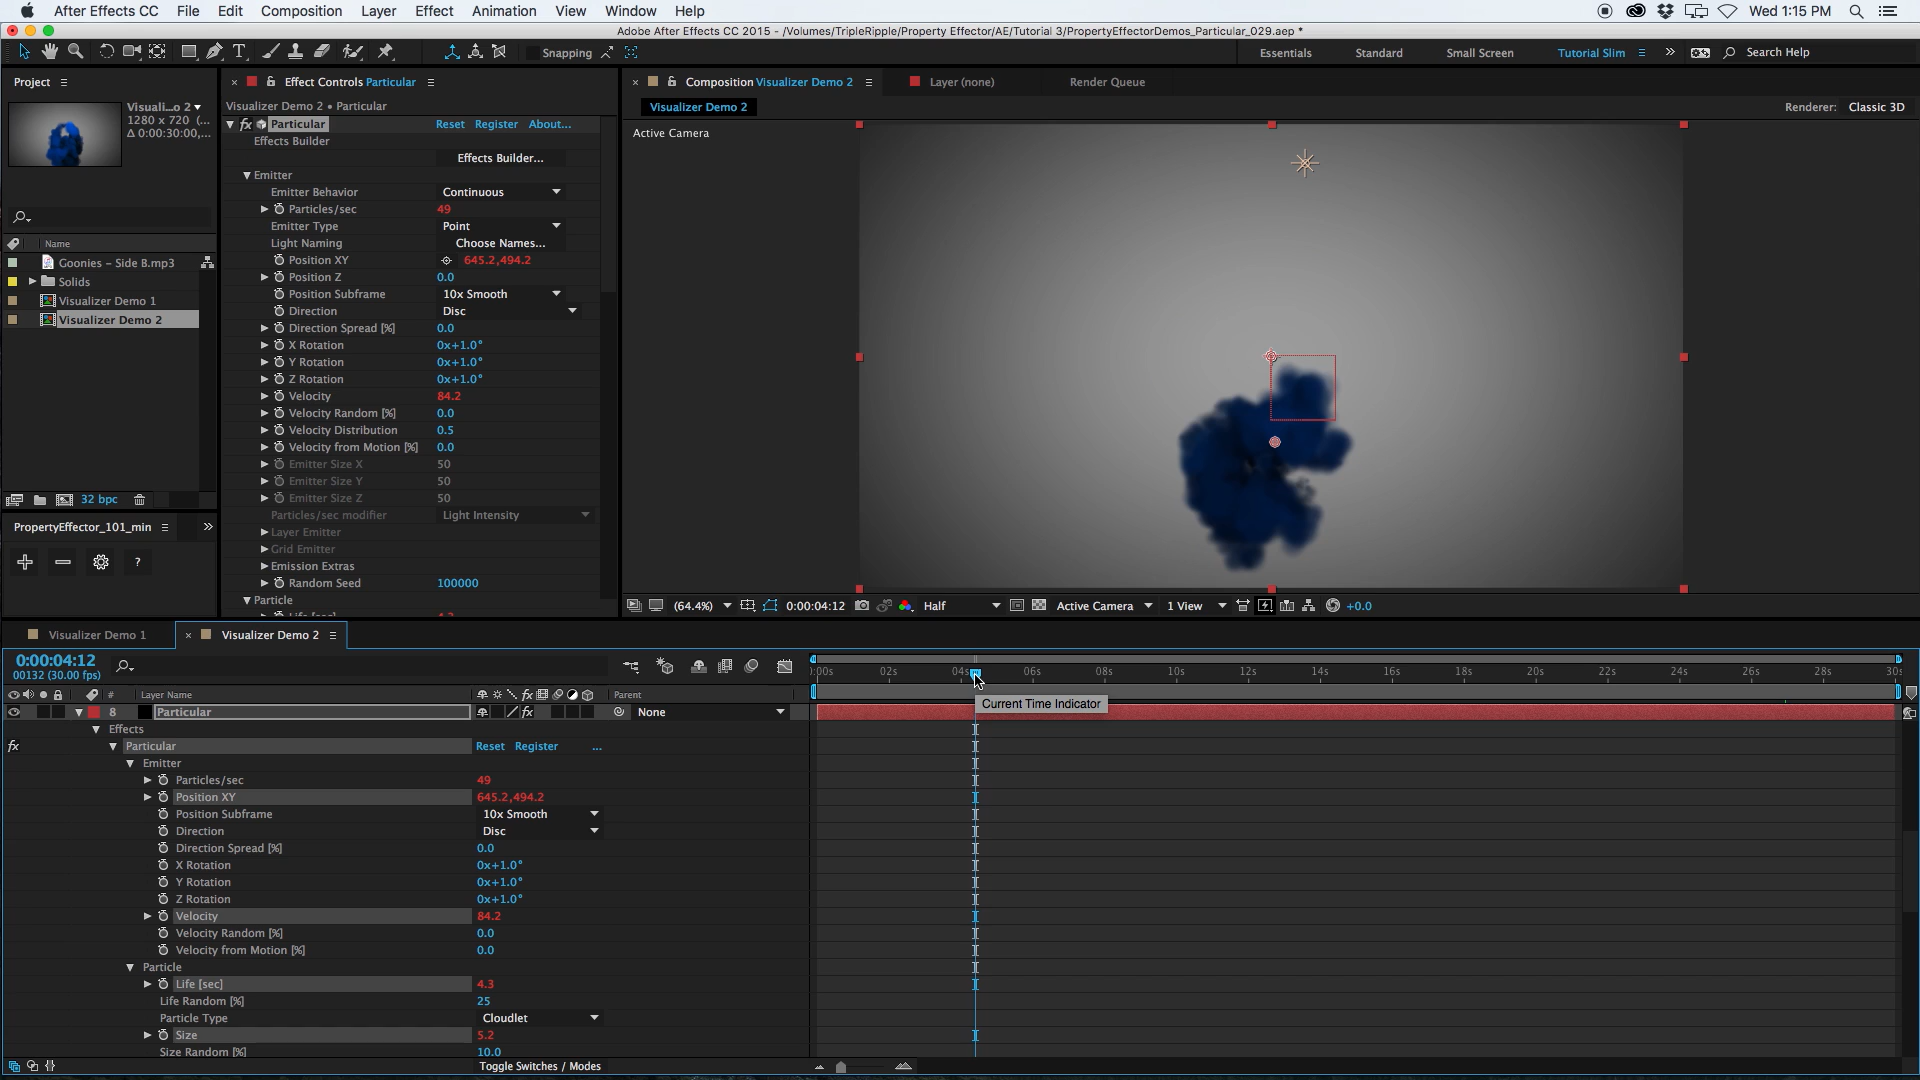 After Effects CC File Edit Composition Layer Effect Animation View Window Help Wed 1:15 PM
Adobe After Effects CC 2015 - /Volumes/TripleRipple/Property Effector/AE/Tutorial 3/PropertyEffectorDemos_Particular_029.aep *
Snapping Essentials Standard Small Screen Tutorial Slim Search Help
Project
Visuali...o 2
1280 x 720 (...
Δ 0:00:30:00,...
Name
Goonies - Side B.mp3
Solids
Visualizer Demo 1
Visualizer Demo 2
32 bpc
PropertyEffector_101_min
?
Effect Controls Particular
Visualizer Demo 2 • Particular
fx Particular Reset Register About...
Effects Builder
Effects Builder...
Emitter
Emitter Behavior Continuous
Particles/sec 49
Emitter Type Point
Light Naming Choose Names...
Position XY 645.2,494.2
Position Z 0.0
Position Subframe 10x Smooth
Direction Disc
Direction Spread [%] 0.0
X Rotation 0x+1.0°
Y Rotation 0x+1.0°
Z Rotation 0x+1.0°
Velocity 84.2
Velocity Random [%] 0.0
Velocity Distribution 0.5
Velocity from Motion [%] 0.0
Emitter Size X 50
Emitter Size Y 50
Emitter Size Z 50
Particles/sec modifier Light Intensity
Layer Emitter
Grid Emitter
Emission Extras
Random Seed 100000
Particle
Composition Visualizer Demo 2 Layer (none) Render Queue
Visualizer Demo 2 Renderer: Classic 3D
Active Camera
(64.4%) 0:00:04:12 Half Active Camera 1 View +0.0
Visualizer Demo 1 Visualizer Demo 2
0:00:04:12
00132 (30.00 fps)
:00s 02s 04s 06s 08s 10s 12s 14s 16s 18s 20s 22s 24s 26s 28s 30s
# Layer Name fx Parent
Current Time Indicator
8 Particular fx None
Effects
fx Particular Reset Register ...
Emitter
Particles/sec 49
Position XY 645.2,494.2
Position Subframe 10x Smooth
Direction Disc
Direction Spread [%] 0.0
X Rotation 0x+1.0°
Y Rotation 0x+1.0°
Z Rotation 0x+1.0°
Velocity 84.2
Velocity Random [%] 0.0
Velocity from Motion [%] 0.0
Particle
Life [sec] 4.3
Life Random [%] 25
Particle Type Cloudlet
Size 5.2
Size Random [%] 10.0
Toggle Switches / Modes